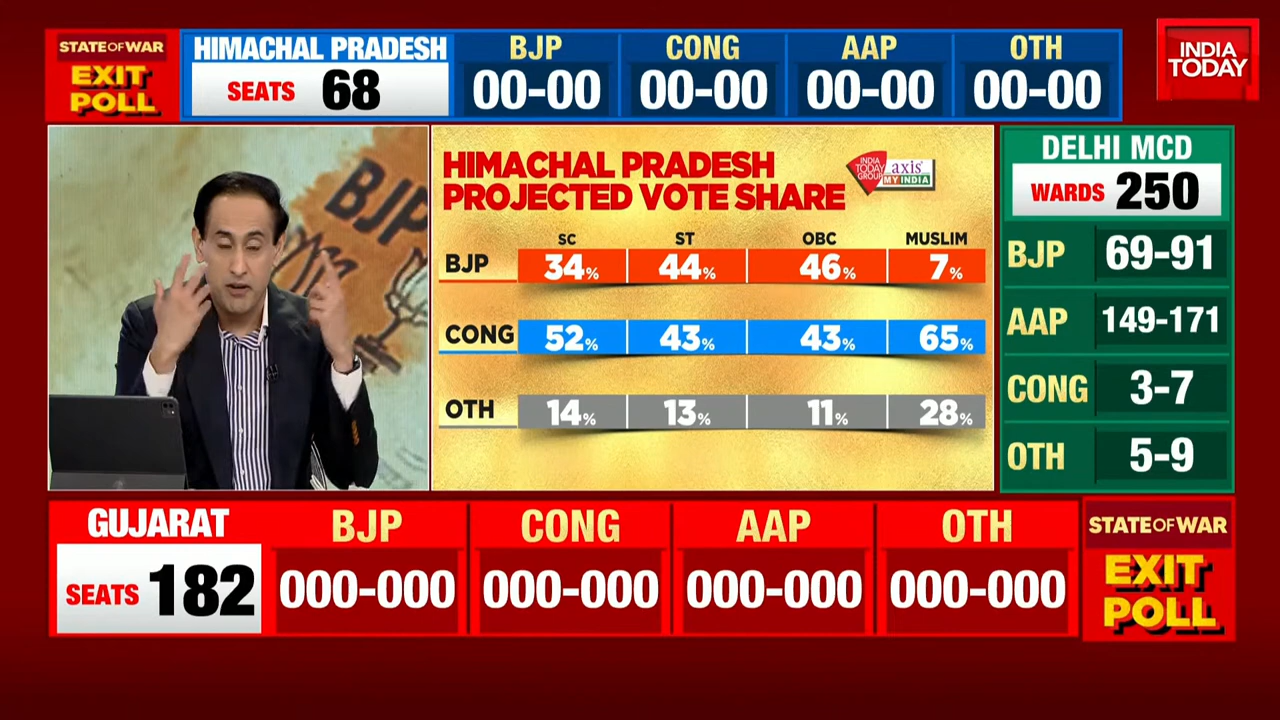 STATE OF WAR
EXIT
POLL
HIMACHAL PRADESH
SEATS 68
BJP CONG AAP OTH
00-00 00-00 00-00 00-00
INDIA
TODAY
BJP
HIMACHAL PRADESH
PROJECTED VOTE SHARE
INDIA
TODAY
GROUP
axis
MY INDIA
SC ST OBC MUSLIM
BJP 34% 44% 46% 7%
CONG 52% 43% 43% 65%
OTH 14% 13% 11% 28%
DELHI MCD
WARDS 250
BJP 69-91
AAP 149-171
CONG 3-7
OTH 5-9
GUJARAT
SEATS 182
BJP CONG AAP OTH
000-000 000-000 000-000 000-000
STATE OF WAR
EXIT
POLL